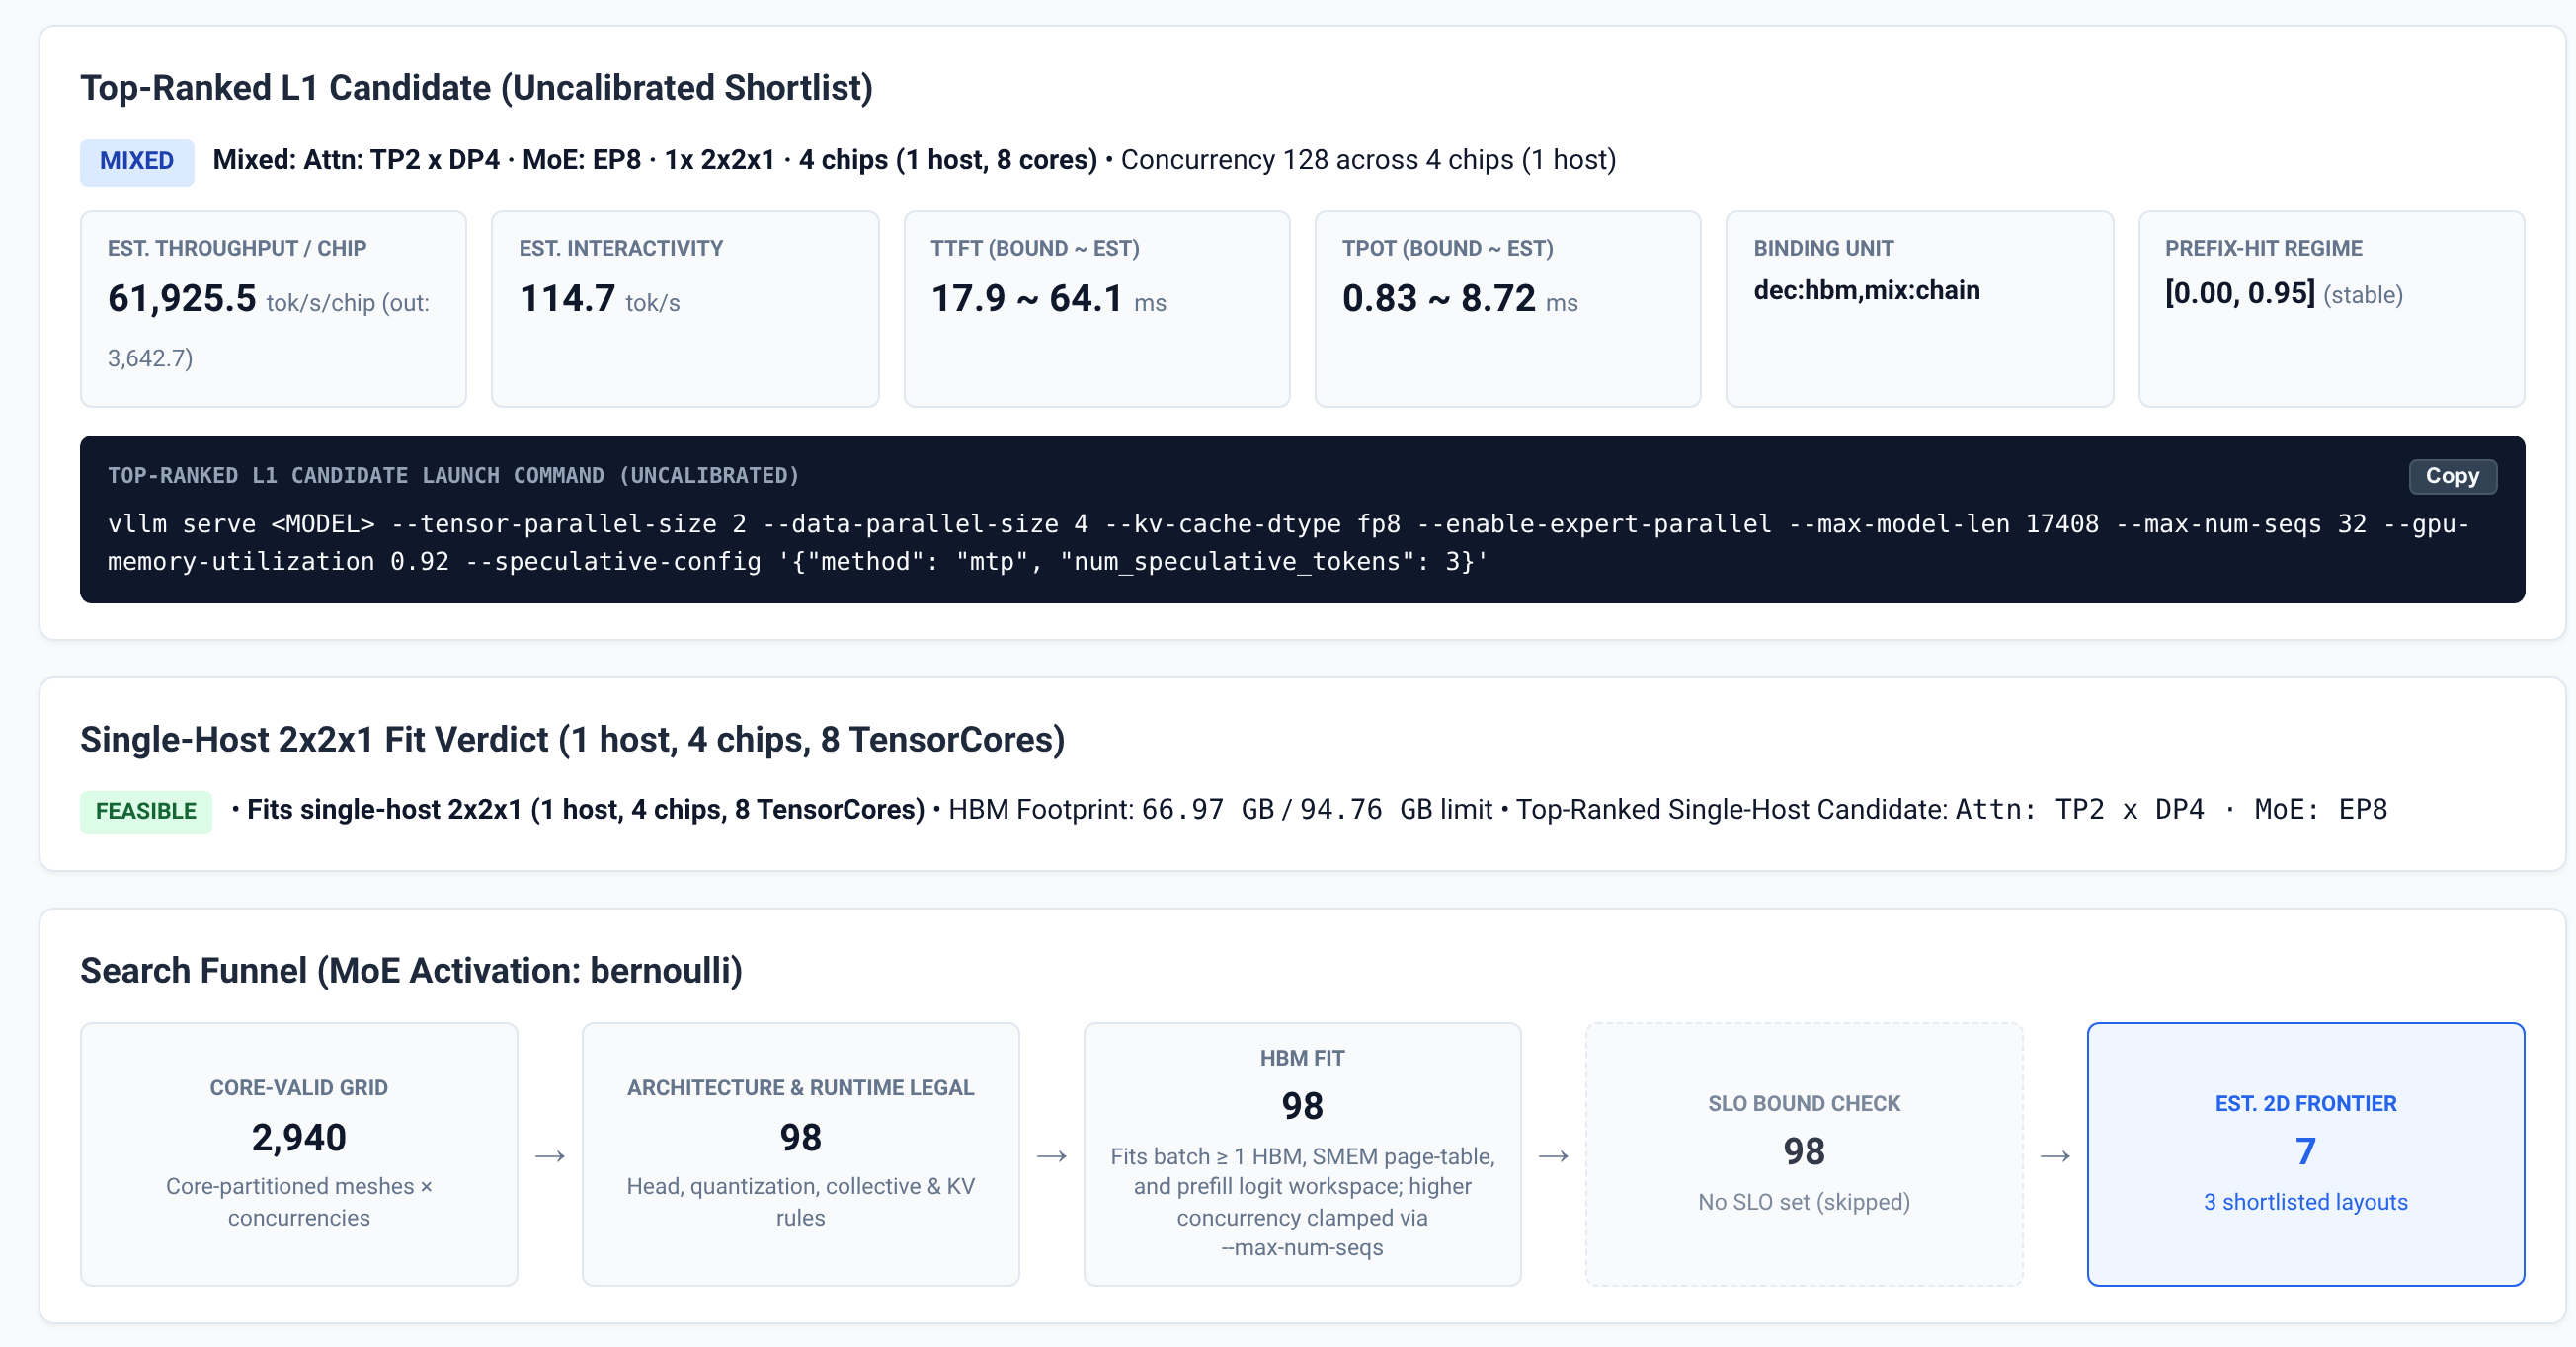 Top-Ranked L1 Candidate (Uncalibrated Shortlist)
MIXED Mixed: Attn: TP2 x DP4 · MoE: EP8 · 1x 2x2x1 · 4 chips (1 host, 8 cores) • Concurrency 128 across 4 chips (1 host)
EST. THROUGHPUT / CHIP
61,925.5 tok/s/chip (out:
3,642.7)
EST. INTERACTIVITY
114.7 tok/s
TTFT (BOUND ~ EST)
17.9 ~ 64.1 ms
TPOT (BOUND ~ EST)
0.83 ~ 8.72 ms
BINDING UNIT
dec:hbm,mix:chain
PREFIX-HIT REGIME
[0.00, 0.95] (stable)
TOP-RANKED L1 CANDIDATE LAUNCH COMMAND (UNCALIBRATED)
Copy
vllm serve <MODEL> --tensor-parallel-size 2 --data-parallel-size 4 --kv-cache-dtype fp8 --enable-expert-parallel --max-model-len 17408 --max-num-seqs 32 --gpu-
memory-utilization 0.92 --speculative-config '{"method": "mtp", "num_speculative_tokens": 3}'
Single-Host 2x2x1 Fit Verdict (1 host, 4 chips, 8 TensorCores)
FEASIBLE • Fits single-host 2x2x1 (1 host, 4 chips, 8 TensorCores) • HBM Footprint: 66.97 GB / 94.76 GB limit • Top-Ranked Single-Host Candidate: Attn: TP2 x DP4 · MoE: EP8
Search Funnel (MoE Activation: bernoulli)
CORE-VALID GRID
2,940
Core-partitioned meshes ×
concurrencies
→
ARCHITECTURE & RUNTIME LEGAL
98
Head, quantization, collective & KV
rules
→
HBM FIT
98
Fits batch ≥ 1 HBM, SMEM page-table,
and prefill logit workspace; higher
concurrency clamped via
--max-num-seqs
→
SLO BOUND CHECK
98
No SLO set (skipped)
→
EST. 2D FRONTIER
7
3 shortlisted layouts